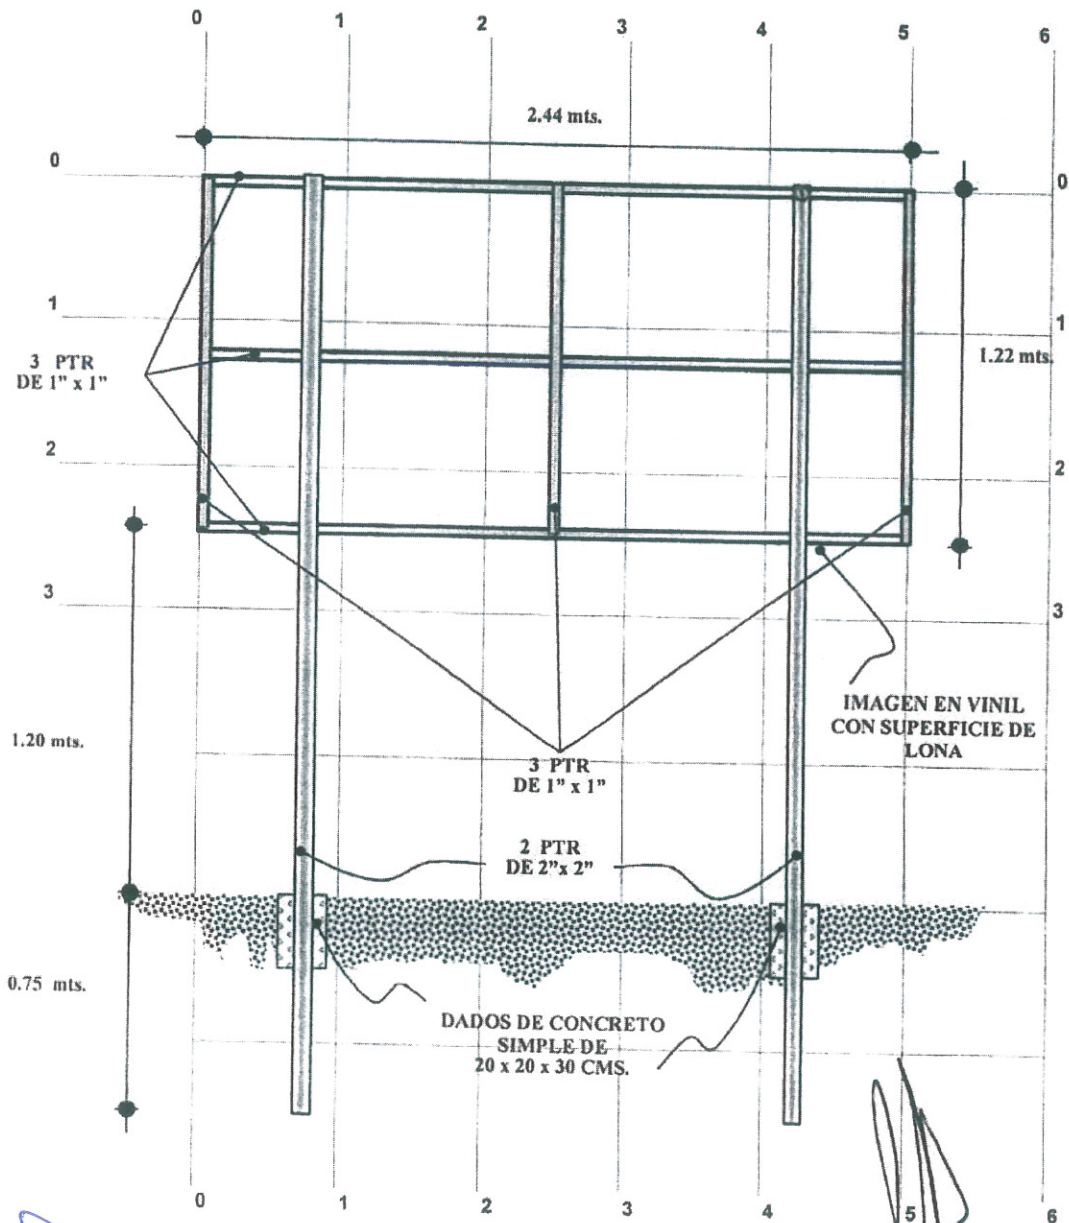 0 1 2 3 4 5 6
2.44 mts.
0 0
1 1
1.22 mts.
3 PTR
DE 1" x 1"
2 2
3 3
IMAGEN EN VINIL
CON SUPERFICIE DE
LONA
1.20 mts.
3 PTR
DE 1" x 1"
2 PTR
DE 2"x 2"
0.75 mts.
DADOS DE CONCRETO
SIMPLE DE
20 x 20 x 30 CMS.
0 1 2 3 4 5 6